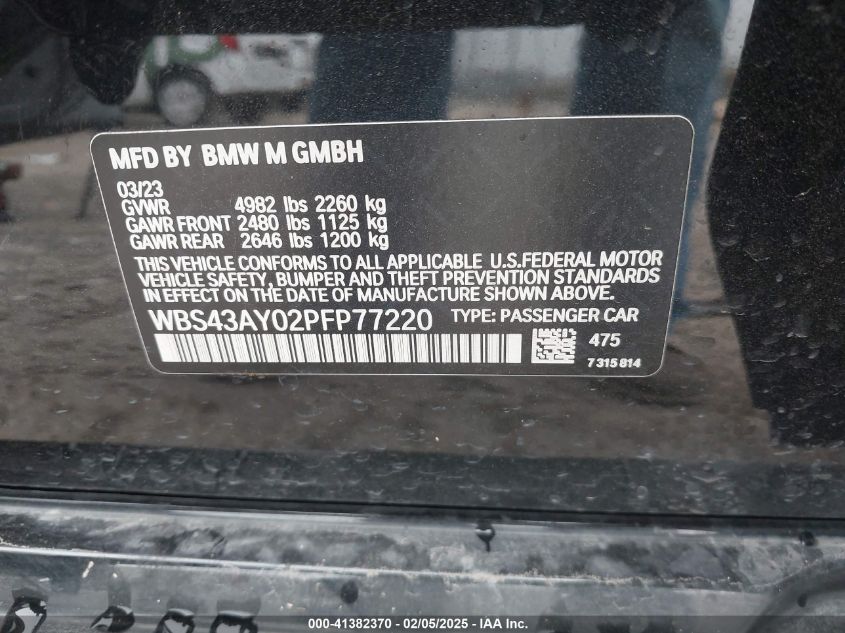 MFD BY BMW M GMBH
03/23
GVWR 4982 lbs 2260 kg
GAWR FRONT 2480 lbs 1125 kg
GAWR REAR 2646 lbs 1200 kg
THIS VEHICLE CONFORMS TO ALL APPLICABLE U.S.FEDERAL MOTOR
VEHICLE SAFETY, BUMPER AND THEFT PREVENTION STANDARDS
IN EFFECT ON THE DATE OF MANUFACTURE SHOWN ABOVE.
WBS43AY02PFP77220 TYPE: PASSENGER CAR
475
7 315 814
000-41382370 - 02/05/2025 - IAA Inc.